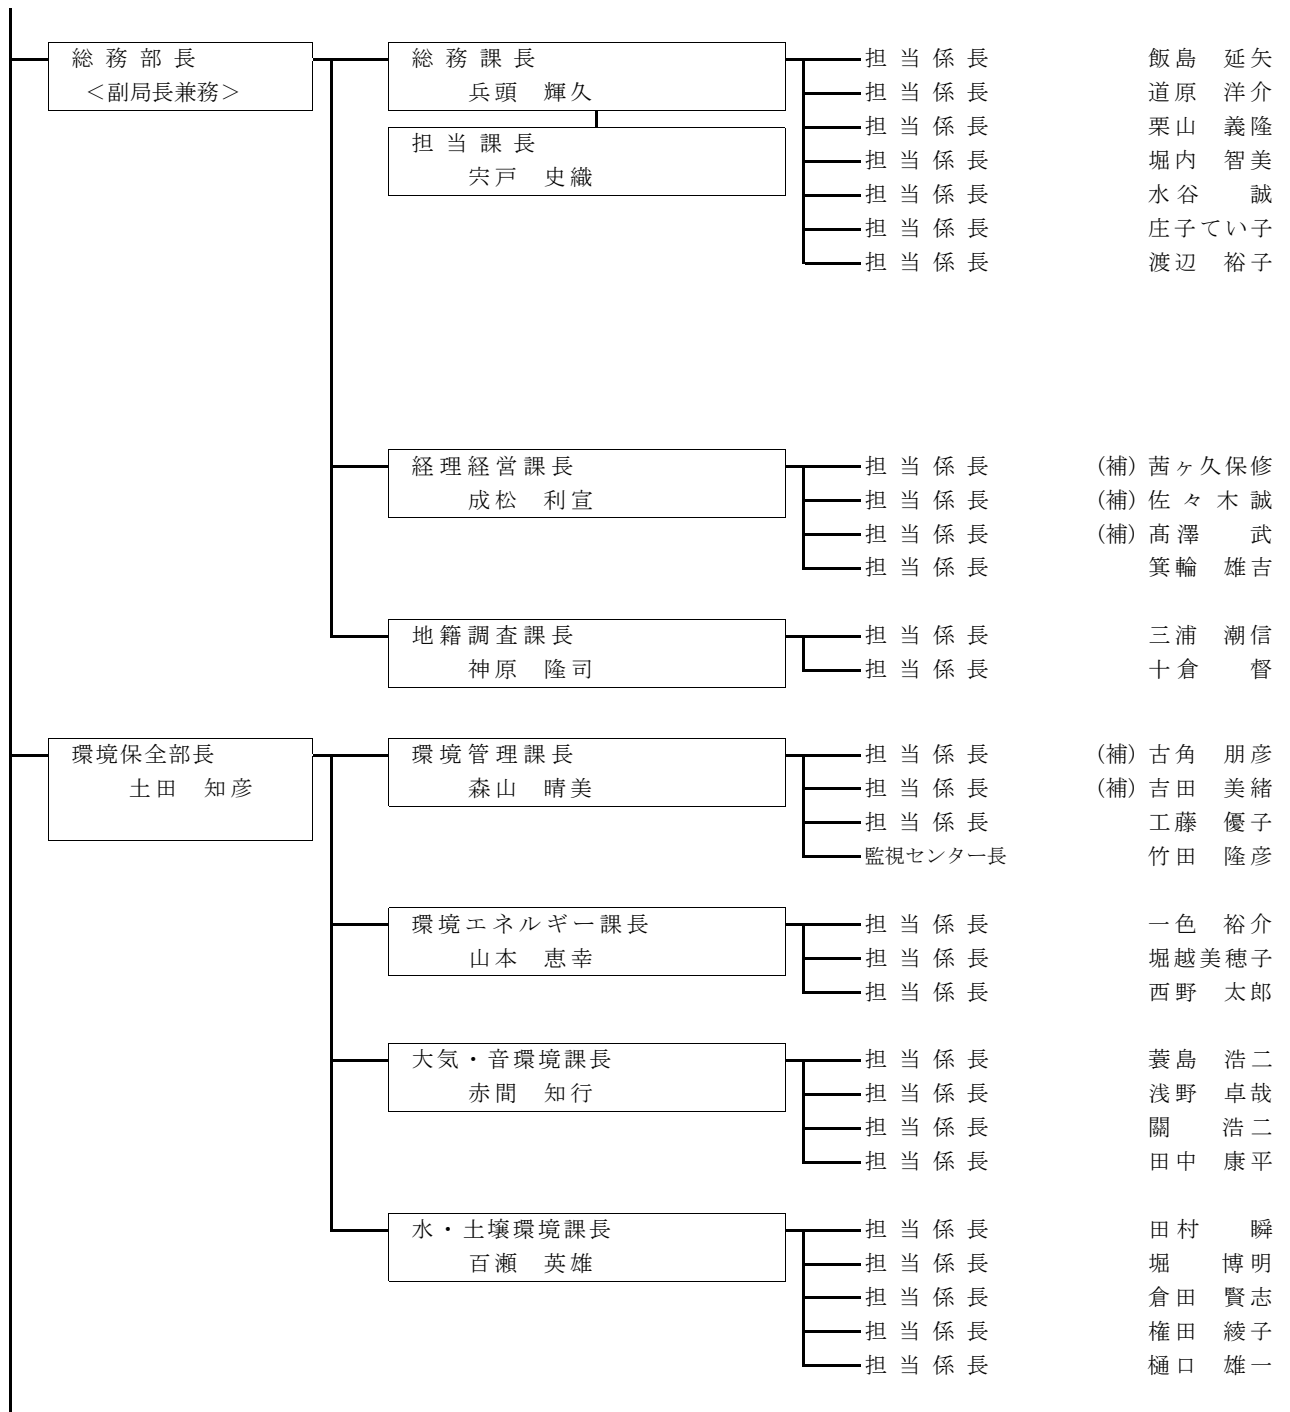 総務部長
＜副局長兼務＞
総務課長
兵頭　輝久
担当課長
宍戸　史織
担当係長　飯島　延矢
担当係長　道原　洋介
担当係長　栗山　義隆
担当係長　堀内　智美
担当係長　水谷　誠
担当係長　庄子てい子
担当係長　渡辺　裕子
経理経営課長
成松　利宣
担当係長　(補) 茜ヶ久保修
担当係長　(補) 佐々木誠
担当係長　(補) 髙澤　武
担当係長　箕輪　雄吉
地籍調査課長
神原　隆司
担当係長　三浦　潮信
担当係長　十倉　督
環境保全部長
土田　知彦
環境管理課長
森山　晴美
担当係長　(補) 古角　朋彦
担当係長　(補) 吉田　美緒
担当係長　工藤　優子
監視センター長　竹田　隆彦
環境エネルギー課長
山本　恵幸
担当係長　一色　裕介
担当係長　堀越美穂子
担当係長　西野　太郎
大気・音環境課長
赤間　知行
担当係長　蓑島　浩二
担当係長　浅野　卓哉
担当係長　關　浩二
担当係長　田中　康平
水・土壌環境課長
百瀬　英雄
担当係長　田村　瞬
担当係長　堀　博明
担当係長　倉田　賢志
担当係長　権田　綾子
担当係長　樋口　雄一